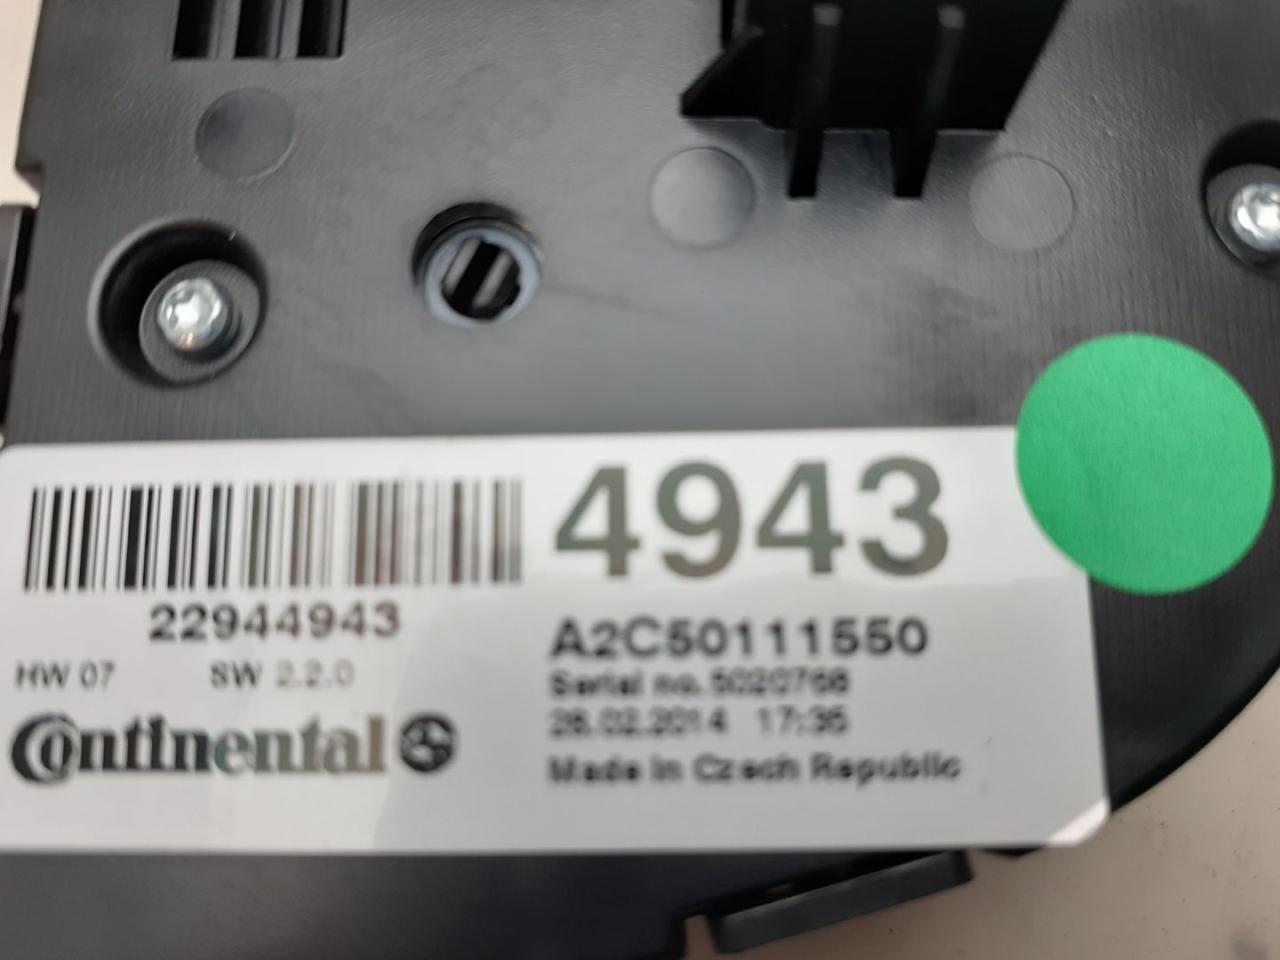 4943
22944943
HW 07 SW 2.2.0
Continental
A2C50111550
Serial no. 5020768
26.02.2014 17:35
Made in Czech Republic